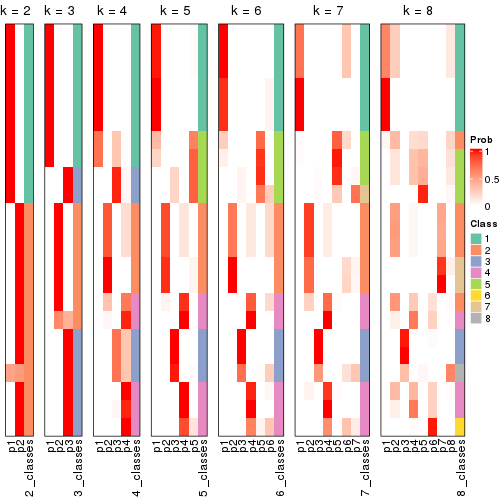 k = 2 k = 3 k = 4 k = 5 k = 6 k = 7 k = 8
p1 p2 2_classes
p1 p2 p3 3_classes
p1 p2 p3 p4 4_classes
p1 p2 p3 p4 p5 5_classes
p1 p2 p3 p4 p5 p6 6_classes
p1 p2 p3 p4 p5 p6 p7 7_classes
p1 p2 p3 p4 p5 p6 p7 p8 8_classes
Prob
1
0.5
0
Class
1
2
3
4
5
6
7
8